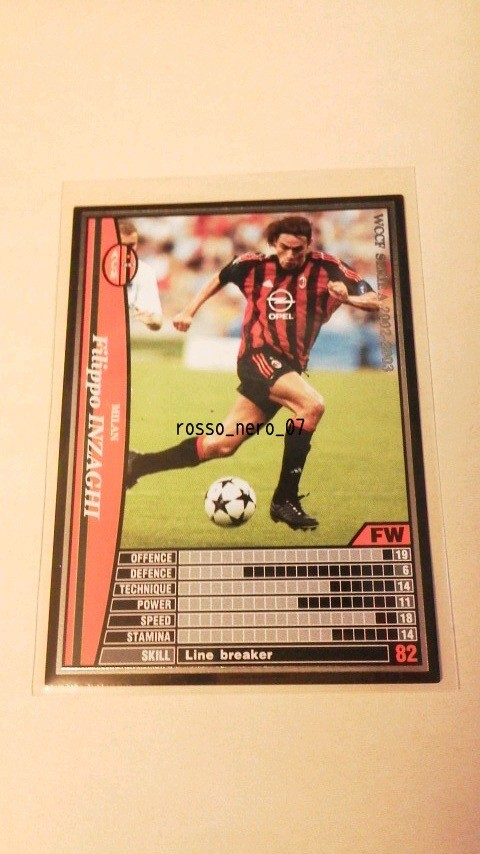 WCCF SERIE A 2002-2003
MILAN
Filippo INZAGHI
OPEL
rosso_nero_07
FW
OFFENCE 19
DEFENCE 6
TECHNIQUE 14
POWER 11
SPEED 18
STAMINA 14
SKILL Line breaker 82